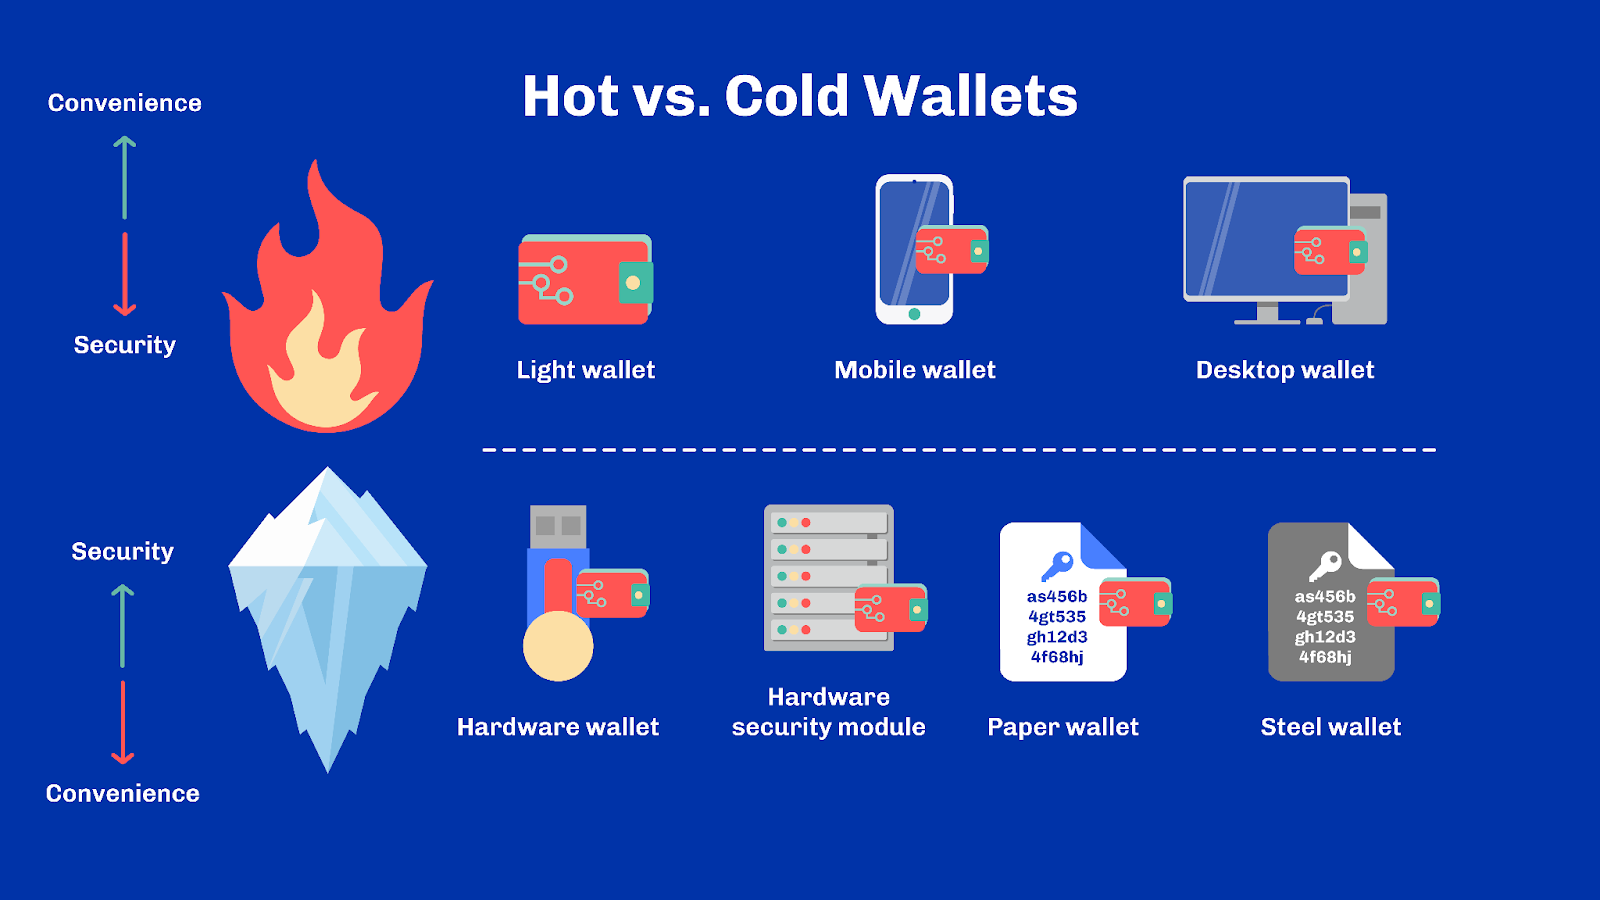 Hot vs. Cold Wallets
Convenience
Security
Light wallet
Mobile wallet
Desktop wallet
Security
Convenience
as456b
4gt535
gh12d3
4f68hj
as456b
4gt535
gh12d3
4f68hj
Hardware wallet
Hardware
security module
Paper wallet
Steel wallet